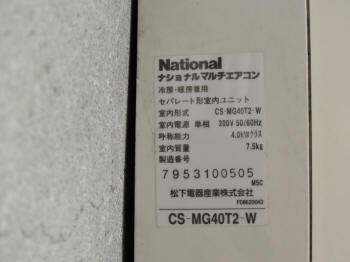 National
ナショナルマルチエアコン
冷房・暖房兼用
セパレート形室内ユニット
室内形式 CS-MG40T2-W
室内電源 単相 200V 50/60Hz
呼称能力 4.0kWクラス
室内質量 7.5kg
製造番号
7953100505
MSC
松下電器産業株式会社
F08620043
CS-MG40T2-W